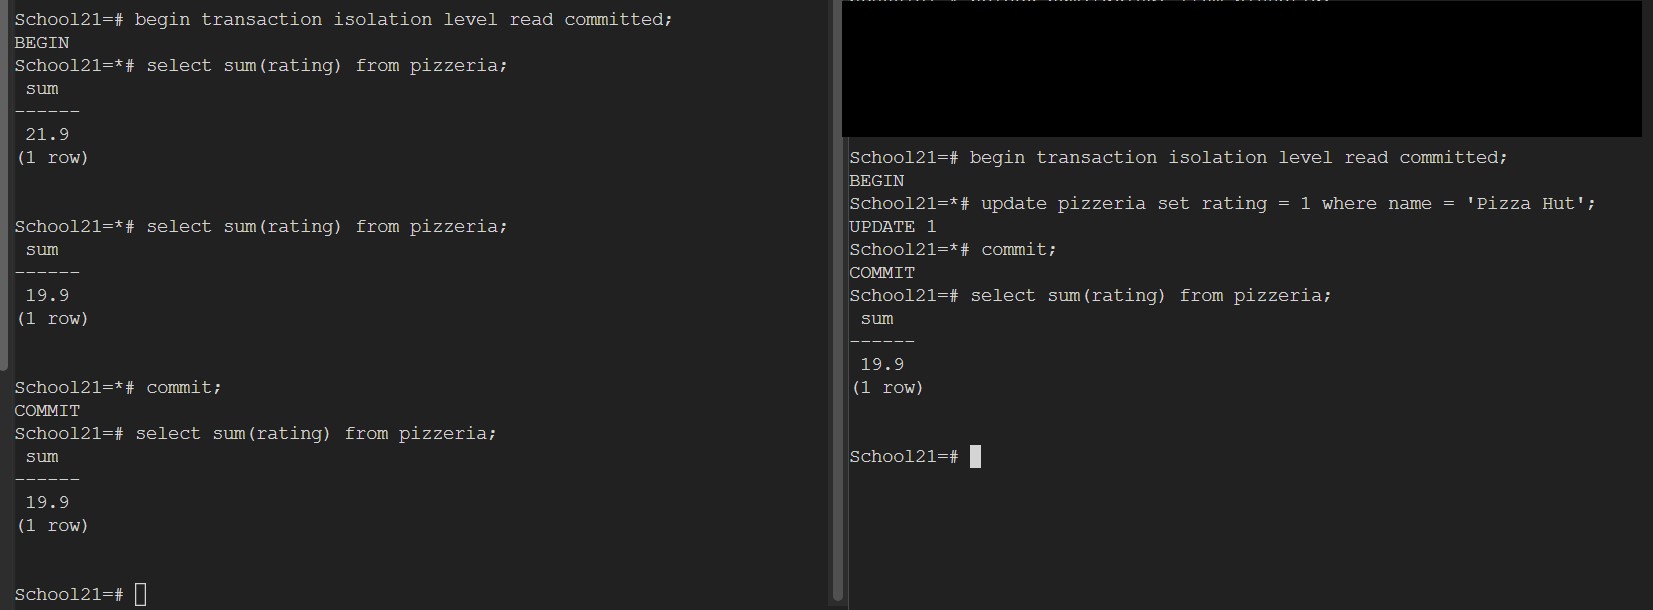 School21=# begin transaction isolation level read committed;
BEGIN
School21=*# select sum(rating) from pizzeria;
sum
------
21.9
(1 row)
School21=*# select sum(rating) from pizzeria;
sum
------
19.9
(1 row)
School21=*# commit;
COMMIT
School21=# select sum(rating) from pizzeria;
sum
------
19.9
(1 row)
School21=#
School21=# begin transaction isolation level read committed;
BEGIN
School21=*# update pizzeria set rating = 1 where name = 'Pizza Hut';
UPDATE 1
School21=*# commit;
COMMIT
School21=# select sum(rating) from pizzeria;
sum
------
19.9
(1 row)
School21=#